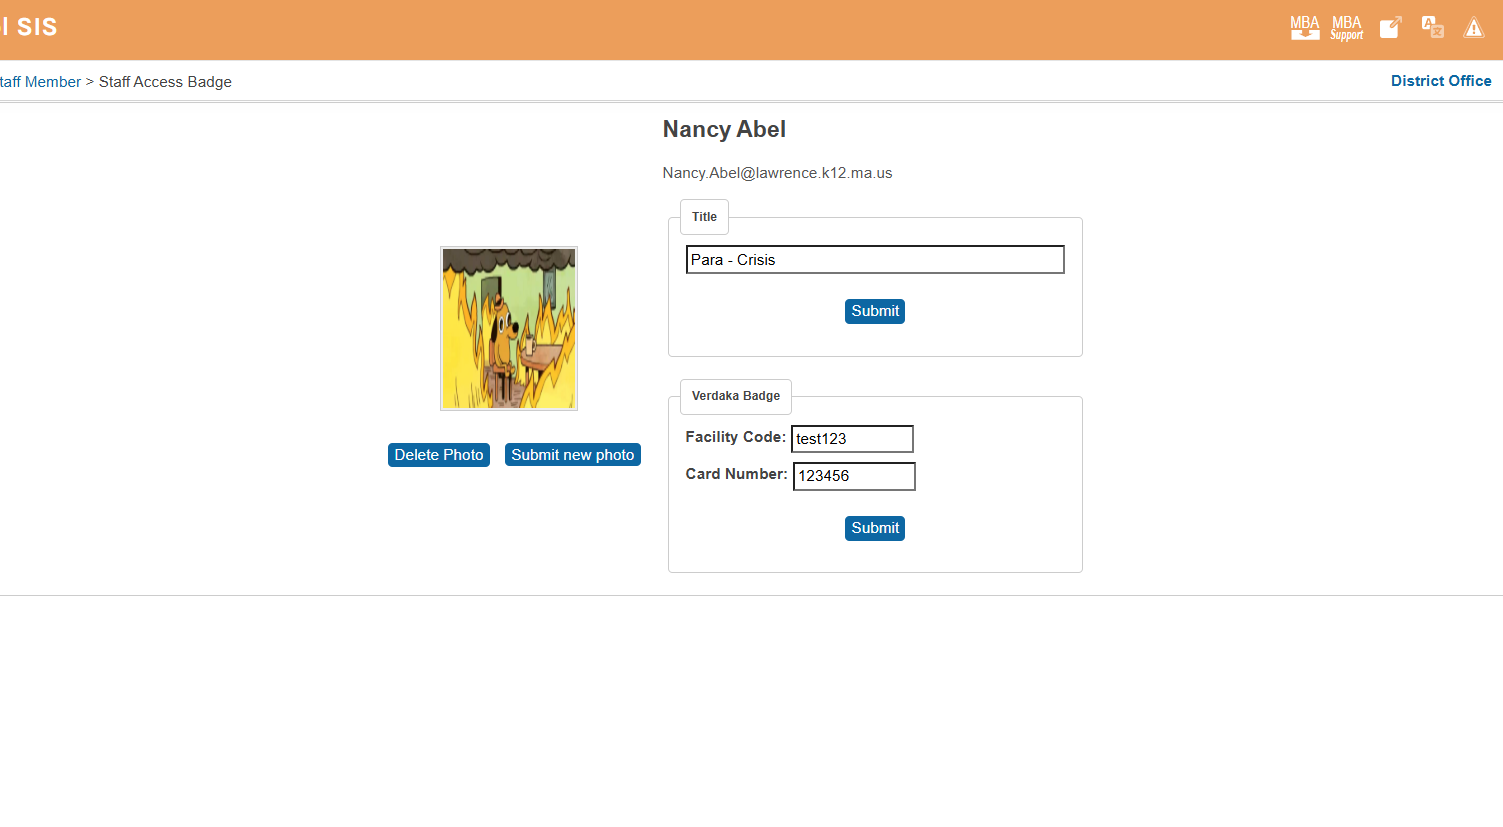 l SIS
MBA
MBA Support
taff Member > Staff Access Badge
District Office
Nancy Abel
Nancy.Abel@lawrence.k12.ma.us
Title
Para - Crisis
Submit
Delete Photo
Submit new photo
Verdaka Badge
Facility Code: test123
Card Number: 123456
Submit